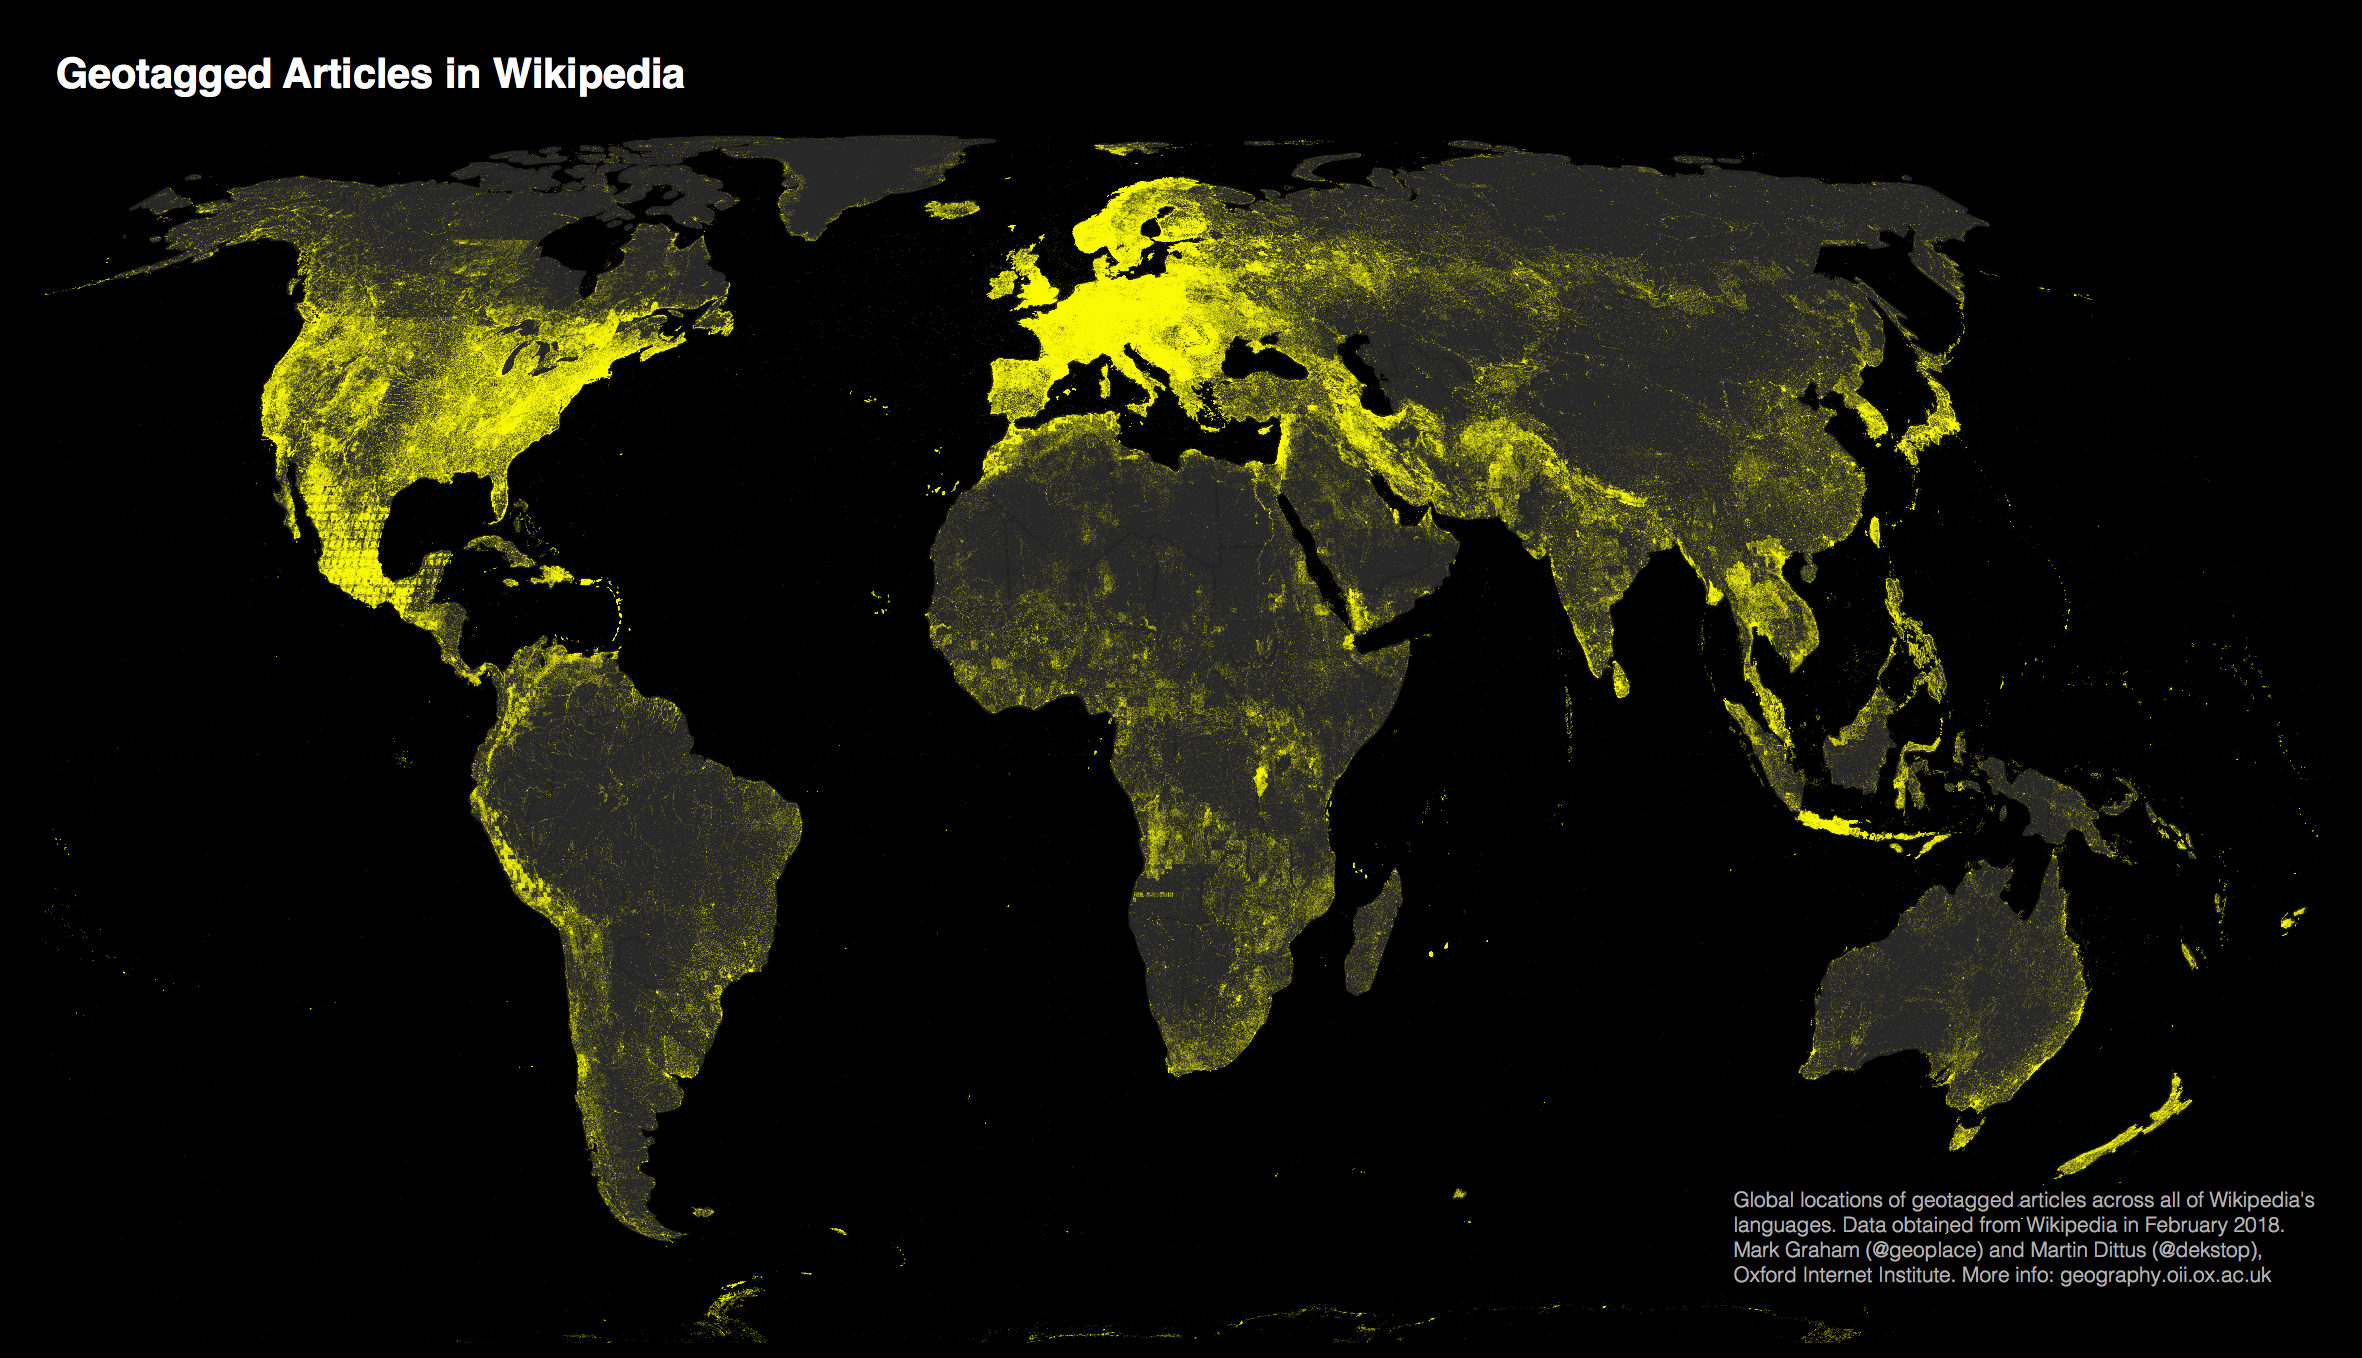 Geotagged Articles in Wikipedia
Global locations of geotagged articles across all of Wikipedia's
languages. Data obtained from Wikipedia in February 2018.
Mark Graham (@geoplace) and Martin Dittus (@dekstop),
Oxford Internet Institute. More info: geography.oii.ox.ac.uk